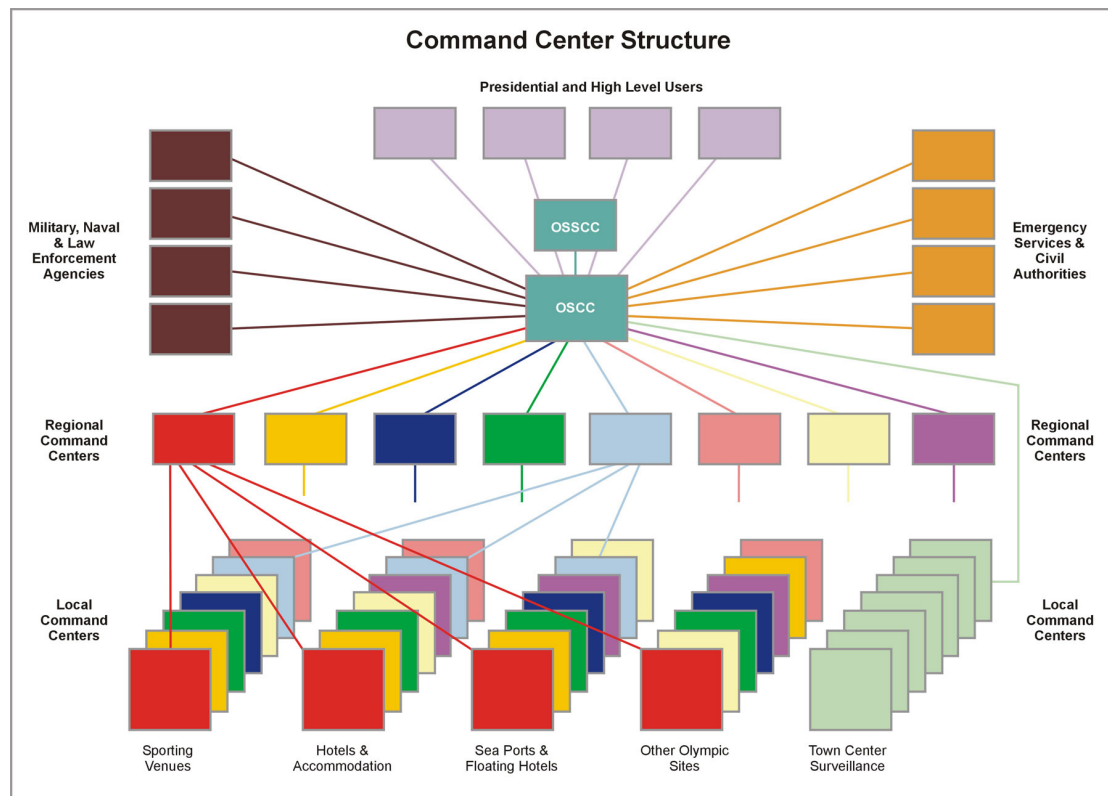 Command Center Structure
Presidential and High Level Users
Military, Naval
& Law
Enforcement
Agencies
OSSCC
Emergency
Services &
Civil
Authorities
OSCC
Regional
Command
Centers
Regional
Command
Centers
Local
Command
Centers
Local
Command
Centers
Sporting
Venues
Hotels &
Accommodation
Sea Ports &
Floating Hotels
Other Olympic
Sites
Town Center
Surveillance